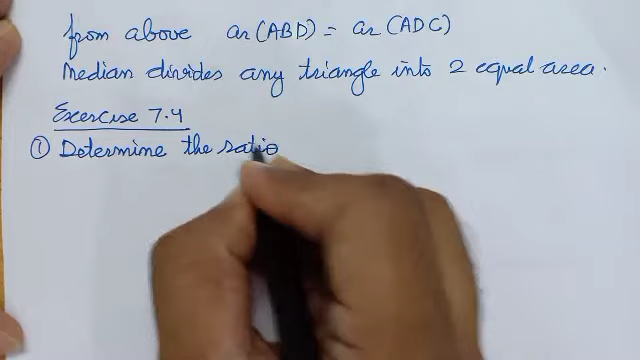 from above ar(ABD) = ar(ADC)
Median divides any triangle into 2 equal area.
Exercise 7.4
① Determine the ratio